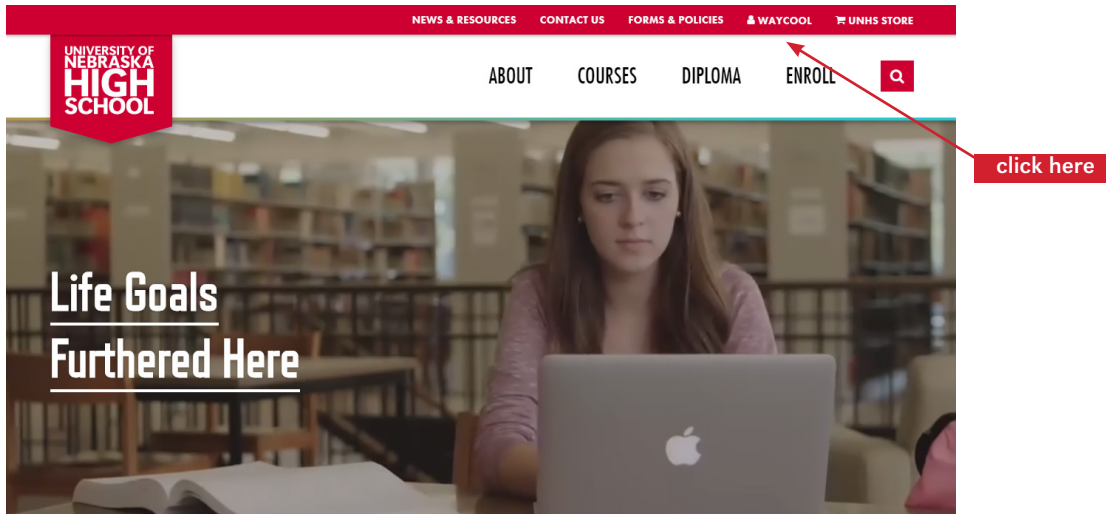 NEWS & RESOURCES CONTACT US FORMS & POLICIES WAYCOOL UNHS STORE
UNIVERSITY OF
NEBRASKA
HIGH
SCHOOL
ABOUT COURSES DIPLOMA ENROLL
click here
Life Goals
Furthered Here